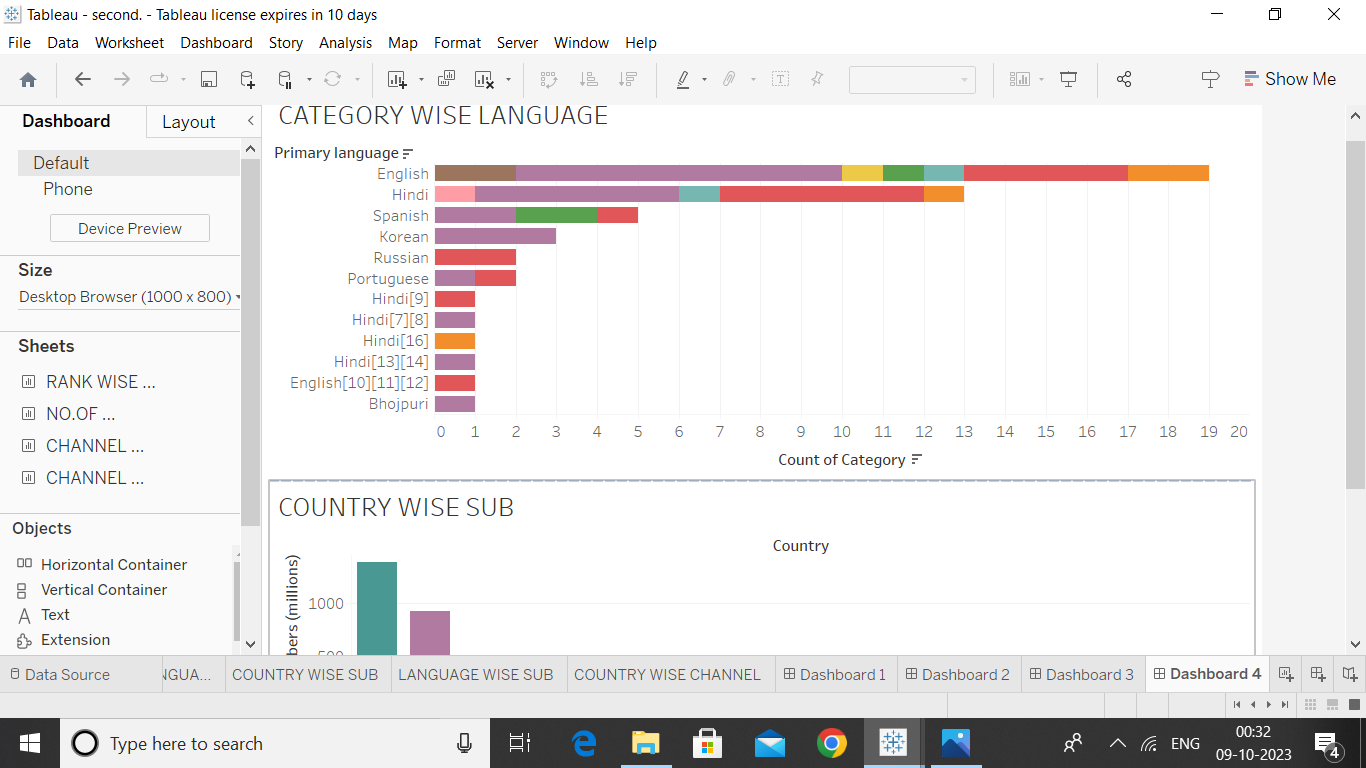 Tableau - second. - Tableau license expires in 10 days
File Data Worksheet Dashboard Story Analysis Map Format Server Window Help
Show Me
Dashboard Layout
Default
Phone
Device Preview
Size
Desktop Browser (1000 x 800)
Sheets
RANK WISE ...
NO.OF ...
CHANNEL ...
CHANNEL ...
Objects
Horizontal Container
Vertical Container
Text
Extension
CATEGORY WISE LANGUAGE
Primary language
English
Hindi
Spanish
Korean
Russian
Portuguese
Hindi[9]
Hindi[7][8]
Hindi[16]
Hindi[13][14]
English[10][11][12]
Bhojpuri
0 1 2 3 4 5 6 7 8 9 10 11 12 13 14 15 16 17 18 19 20
Count of Category
COUNTRY WISE SUB
Country
1000
(millions)
Data Source COUNTRY WISE SUB LANGUAGE WISE SUB COUNTRY WISE CHANNEL Dashboard 1 Dashboard 2 Dashboard 3 Dashboard 4
Type here to search
ENG
00:32
09-10-2023
4